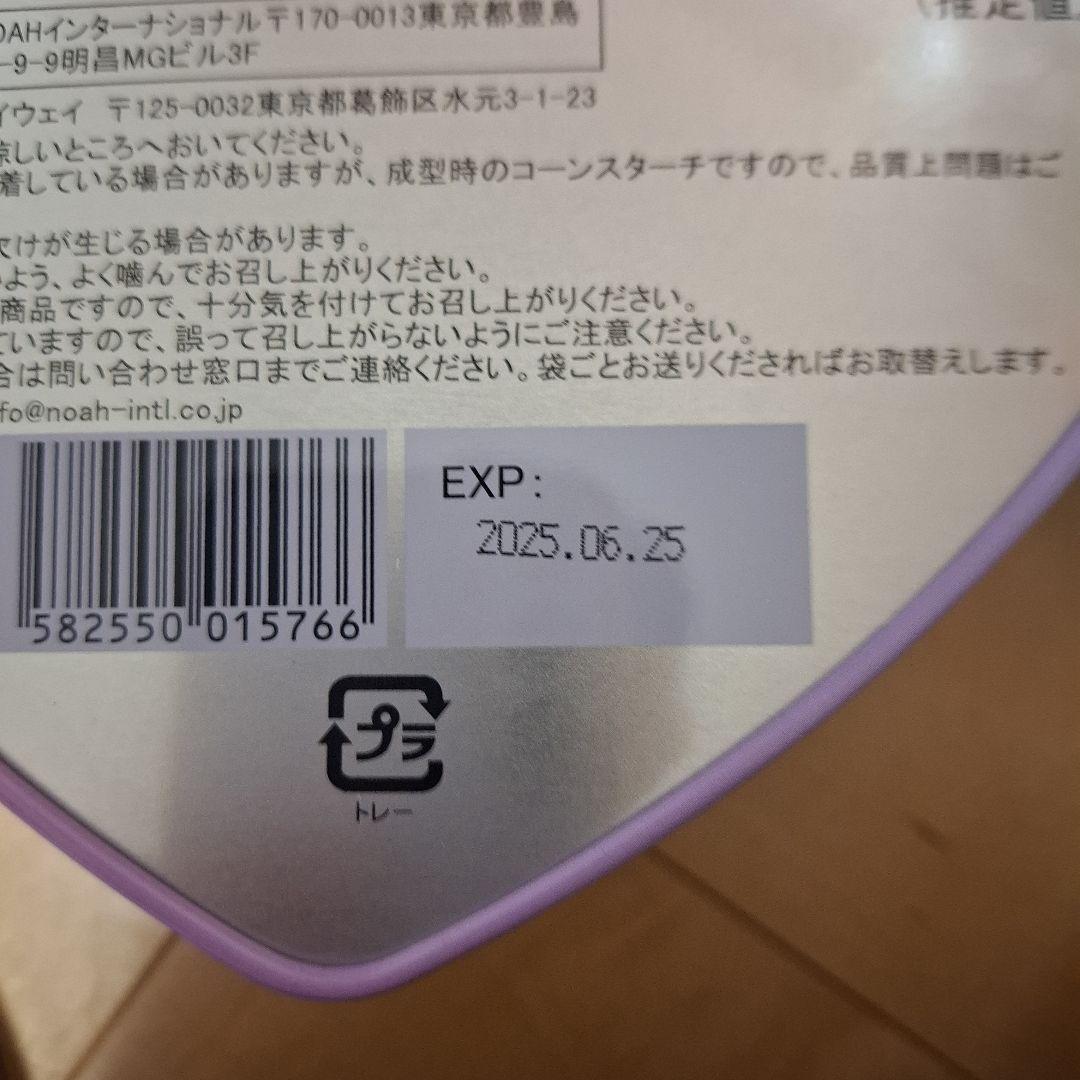 OAHインターナショナル 〒170-0013東京都豊島
-9-9明昌MGビル3F
イウェイ 〒125-0032東京都葛飾区水元3-1-23
涼しいところへおいてください。
着している場合がありますが、成型時のコーンスターチですので、品質上問題はご
欠けが生じる場合があります。
よう、よく噛んでお召し上がりください。
商品ですので、十分気を付けてお召し上がりください。
ていますので、誤って召し上がらないようにご注意ください。
合は問い合わせ窓口までご連絡ください。袋ごとお送りくださればお取替えします。
fo@noah-intl.co.jp
EXP:
2025.06.25
582550 015766
プラ
トレー